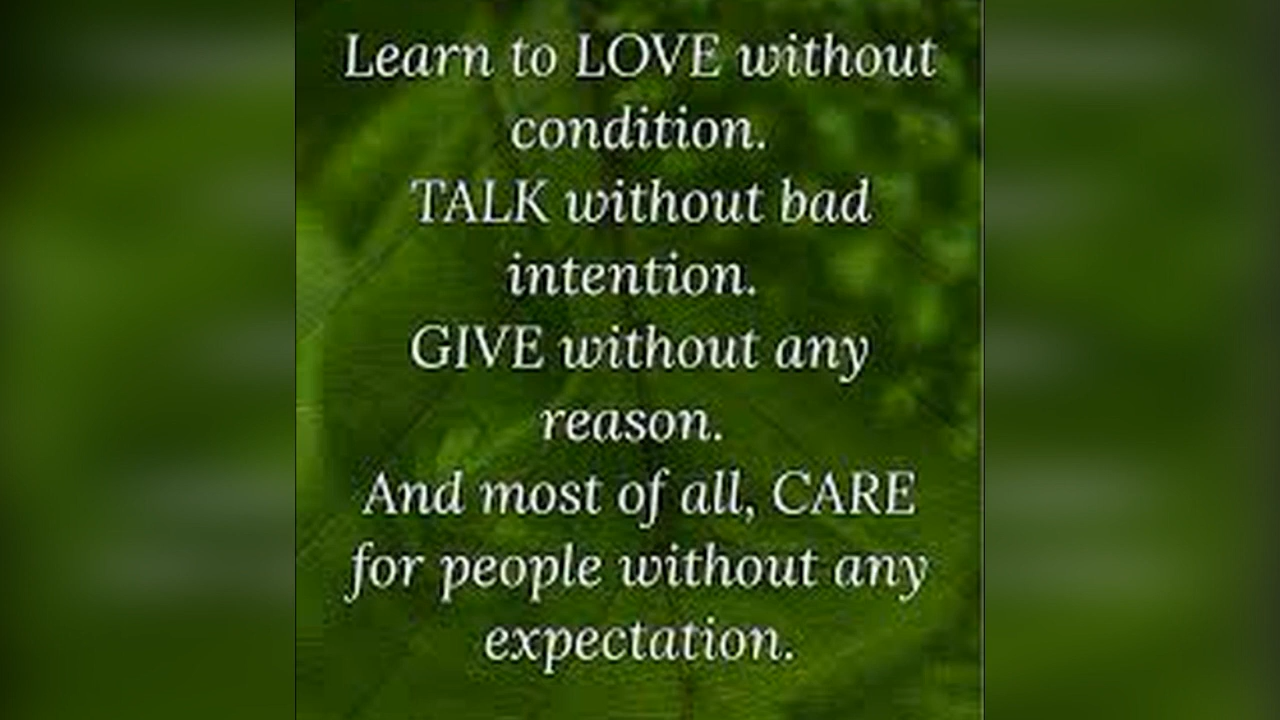 Learn to LOVE without
condition.
TALK without bad
intention.
GIVE without any
reason.
And most of all, CARE
for people without any
expectation.